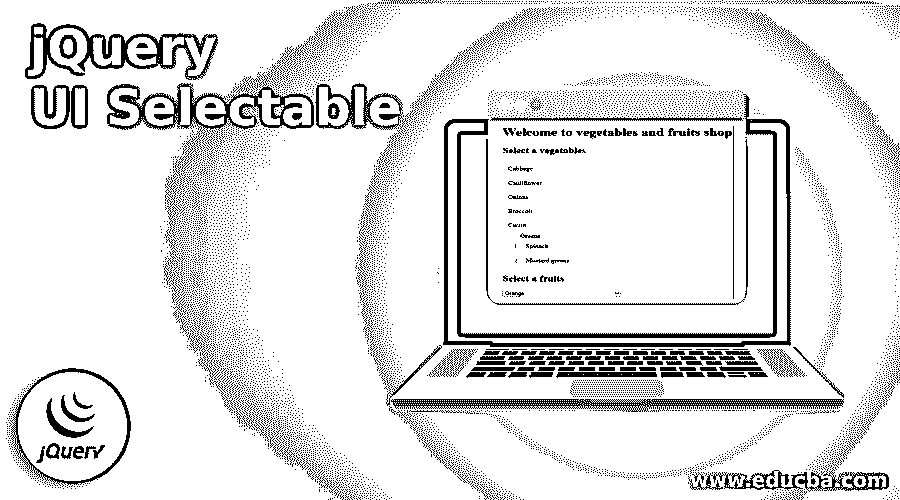 jQuery
UI Selectable
Welcome to vegetables and fruits shop
Select a vegetables
Cabbage
Cauliflower
Onions
Broccoli
Greens
1. Spinach
2. Mustard greens
Select a fruits
Orange
jQuery
www.educba.com